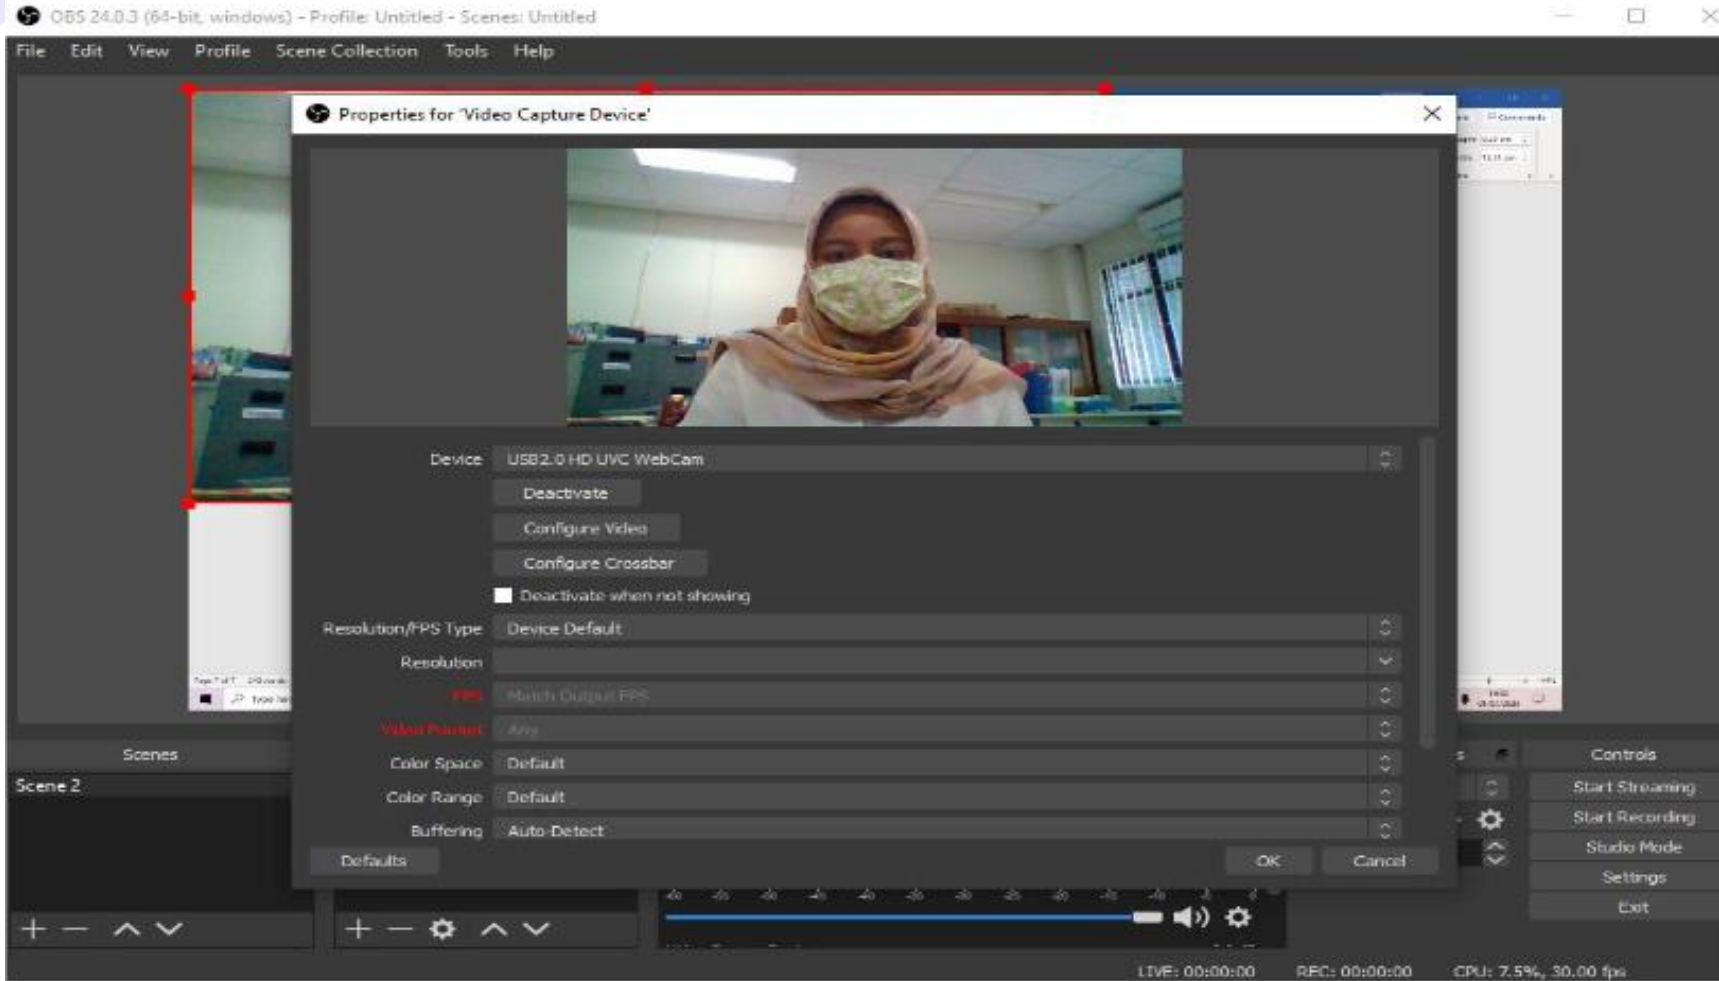 OBS 24.0.3 (64-bit, windows) - Profile: Untitled - Scenes: Untitled
File Edit View Profile Scene Collection Tools Help
Properties for 'Video Capture Device'
Comments
Device USB2.0 HD UVC WebCam
Deactivate
Configure Video
Configure Crossbar
Deactivate when not showing
Resolution/FPS Type Device Default
Resolution
FPS Match Output FPS
Video Format Any
Color Space Default
Color Range Default
Buffering Auto-Detect
Defaults OK Cancel
Scenes
Scene 2
Controls
Start Streaming
Start Recording
Studio Mode
Settings
Exit
LIVE: 00:00:00 REC: 00:00:00 CPU: 7.5%, 30.00 fps